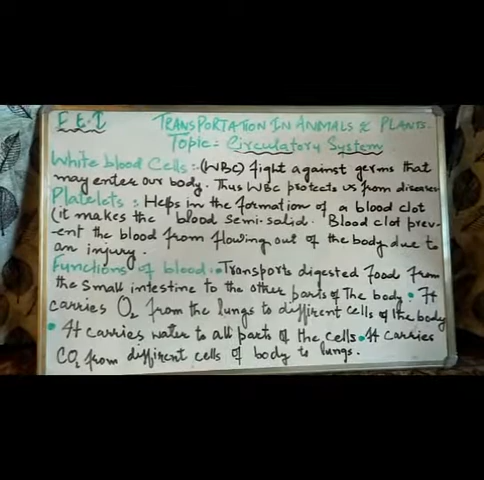 F.E.I TRANSPORTATION IN ANIMALS & PLANTS.
Topic: Circulatory System
White blood Cells:- (WBC) fight against germs that
may enter our body. Thus WBC protects us from diseases
Platelets: Heps in the formation of a blood clot
(it makes the blood semi-solid. Blood clot prev-
ent the blood from flowing out of the body due to
an injury.
Functions of blood:• Transports digested food from
the small intestine to the other parts of The body • It
carries O2 from the lungs to diffirent cells of the body
• It carries water to all parts of the cells • It carries
CO2 from diffirent cells of body to lungs.